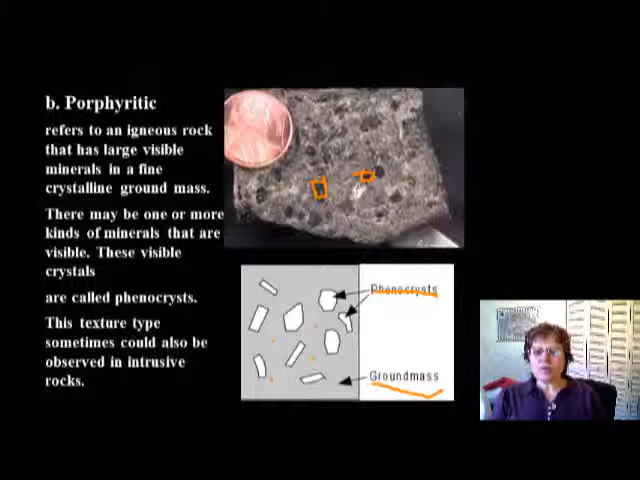 b. Porphyritic
refers to an igneous rock
that has large visible
minerals in a fine
crystalline ground mass.
There may be one or more
kinds of minerals that are
visible. These visible
crystals
are called phenocrysts.
This texture type
sometimes could also be
observed in intrusive
rocks.
Phenocrysts
Groundmass